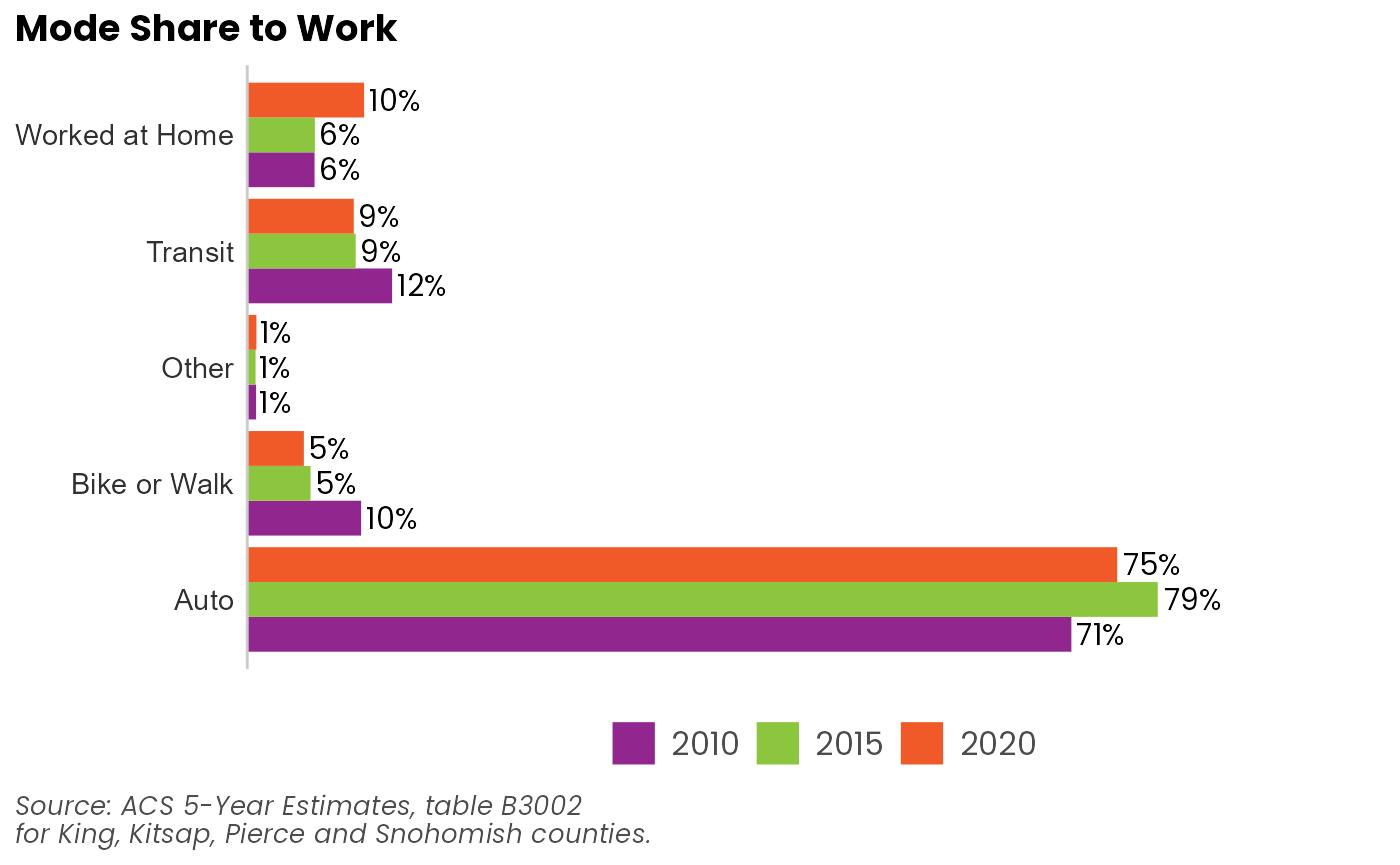 Mode Share to Work
10%
Worked at Home
6%
6%
9%
Transit
9%
12%
1%
Other
1%
1%
5%
Bike or Walk
5%
10%
75%
Auto
79%
71%
2010
2015
2020
Source: ACS 5-Year Estimates, table B3002
for King, Kitsap, Pierce and Snohomish counties.